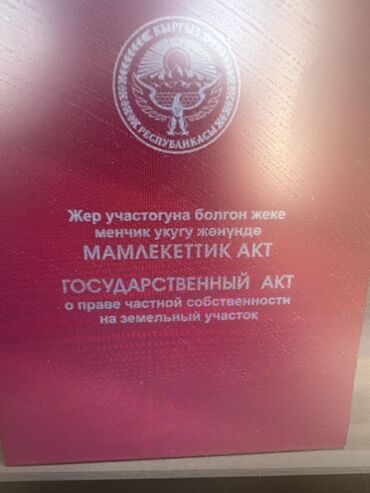 КЫРГЫЗ
РЕСПУБЛИКАСЫ
Жер участогуна болгон жеке
менчик укугу жөнүндө
МАМЛЕКЕТТИК АКТ
ГОСУДАРСТВЕННЫЙ АКТ
о праве частной собственности
на земельный участок